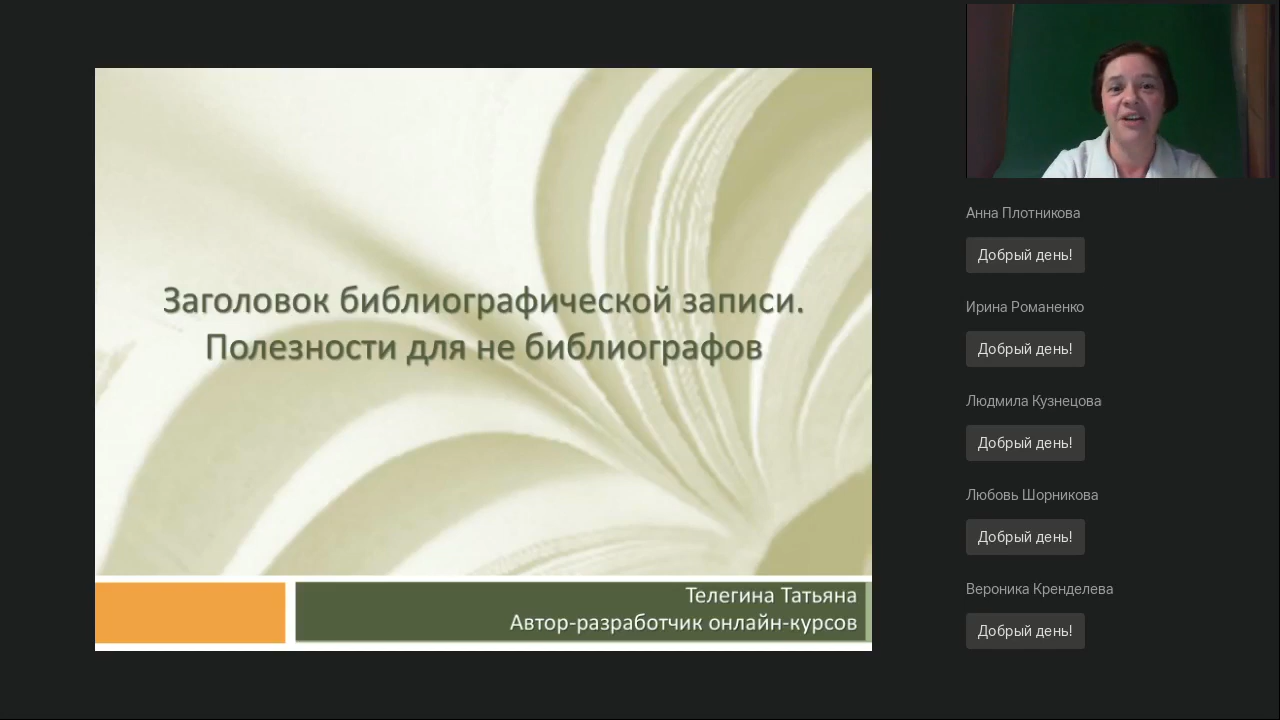 Заголовок библиографической записи.
Полезности для не библиографов
Телегина Татьяна
Автор-разработчик онлайн-курсов
Анна Плотникова
Добрый день!
Ирина Романенко
Добрый день!
Людмила Кузнецова
Добрый день!
Любовь Шорникова
Добрый день!
Вероника Кренделева
Добрый день!